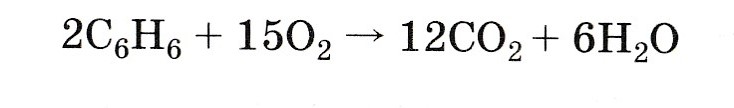 2C₆H₆ + 15O₂ → 12CO₂ + 6H₂O